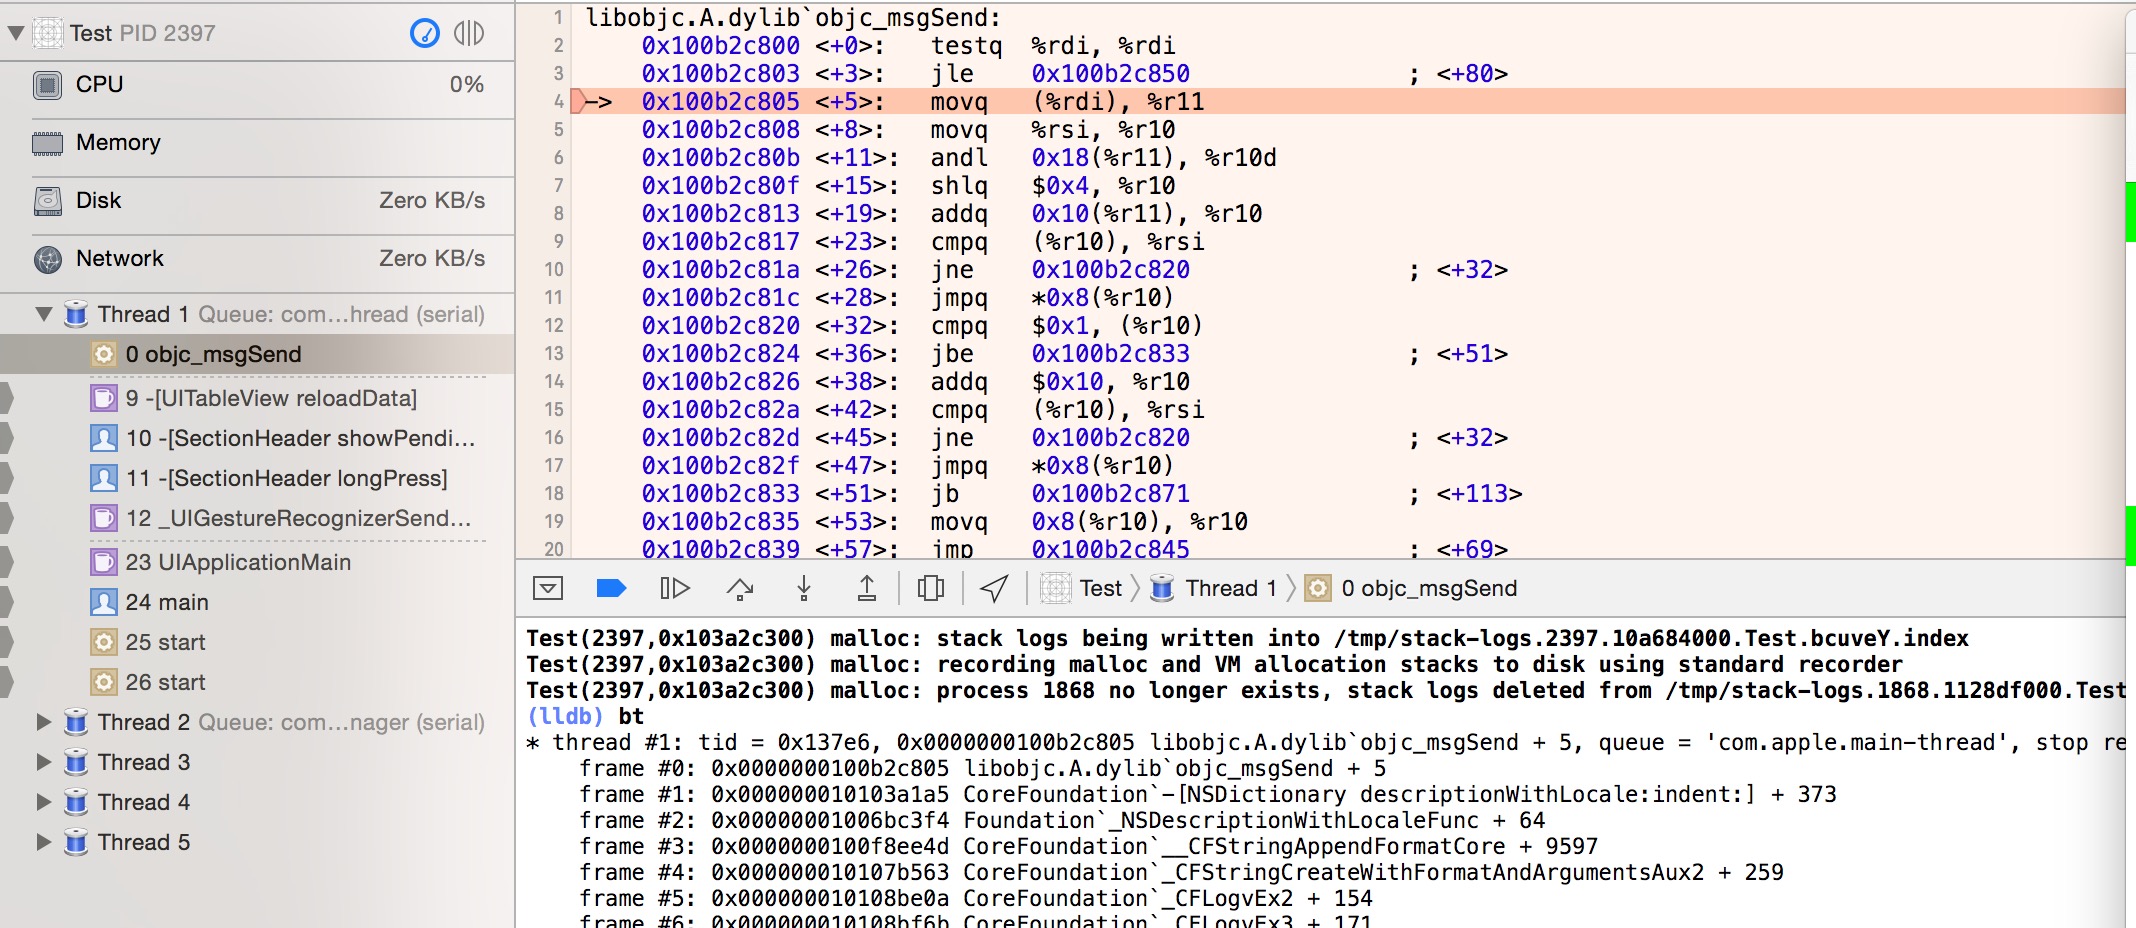 Test PID 2397
CPU 0%
Memory
Disk Zero KB/s
Network Zero KB/s
Thread 1 Queue: com...hread (serial)
0 objc_msgSend
9 -[UITableView reloadData]
10 -[SectionHeader showPendi...
11 -[SectionHeader longPress]
12 _UIGestureRecognizerSend...
23 UIApplicationMain
24 main
25 start
26 start
Thread 2 Queue: com...nager (serial)
Thread 3
Thread 4
Thread 5
1 libobjc.A.dylib`objc_msgSend:
2 0x100b2c800 <+0>: testq %rdi, %rdi
3 0x100b2c803 <+3>: jle 0x100b2c850 ; <+80>
4 -> 0x100b2c805 <+5>: movq (%rdi), %r11
5 0x100b2c808 <+8>: movq %rsi, %r10
6 0x100b2c80b <+11>: andl 0x18(%r11), %r10d
7 0x100b2c80f <+15>: shlq $0x4, %r10
8 0x100b2c813 <+19>: addq 0x10(%r11), %r10
9 0x100b2c817 <+23>: cmpq (%r10), %rsi
10 0x100b2c81a <+26>: jne 0x100b2c820 ; <+32>
11 0x100b2c81c <+28>: jmpq *0x8(%r10)
12 0x100b2c820 <+32>: cmpq $0x1, (%r10)
13 0x100b2c824 <+36>: jbe 0x100b2c833 ; <+51>
14 0x100b2c826 <+38>: addq $0x10, %r10
15 0x100b2c82a <+42>: cmpq (%r10), %rsi
16 0x100b2c82d <+45>: jne 0x100b2c820 ; <+32>
17 0x100b2c82f <+47>: jmpq *0x8(%r10)
18 0x100b2c833 <+51>: jb 0x100b2c871 ; <+113>
19 0x100b2c835 <+53>: movq 0x8(%r10), %r10
20 0x100b2c839 <+57>: jmp 0x100b2c845 ; <+69>
Test Thread 1 0 objc_msgSend
Test(2397,0x103a2c300) malloc: stack logs being written into /tmp/stack-logs.2397.10a684000.Test.bcuveY.index
Test(2397,0x103a2c300) malloc: recording malloc and VM allocation stacks to disk using standard recorder
Test(2397,0x103a2c300) malloc: process 1868 no longer exists, stack logs deleted from /tmp/stack-logs.1868.1128df000.Test
(lldb) bt
* thread #1: tid = 0x137e6, 0x0000000100b2c805 libobjc.A.dylib`objc_msgSend + 5, queue = 'com.apple.main-thread', stop re
frame #0: 0x0000000100b2c805 libobjc.A.dylib`objc_msgSend + 5
frame #1: 0x000000010103a1a5 CoreFoundation`-[NSDictionary descriptionWithLocale:indent:] + 373
frame #2: 0x00000001006bc3f4 Foundation`_NSDescriptionWithLocaleFunc + 64
frame #3: 0x0000000100f8ee4d CoreFoundation`__CFStringAppendFormatCore + 9597
frame #4: 0x000000010107b563 CoreFoundation`_CFStringCreateWithFormatAndArgumentsAux2 + 259
frame #5: 0x000000010108be0a CoreFoundation`_CFLogvEx2 + 154
frame #6: 0x000000010108bf6b CoreFoundation`_CFLogvEx3 + 171